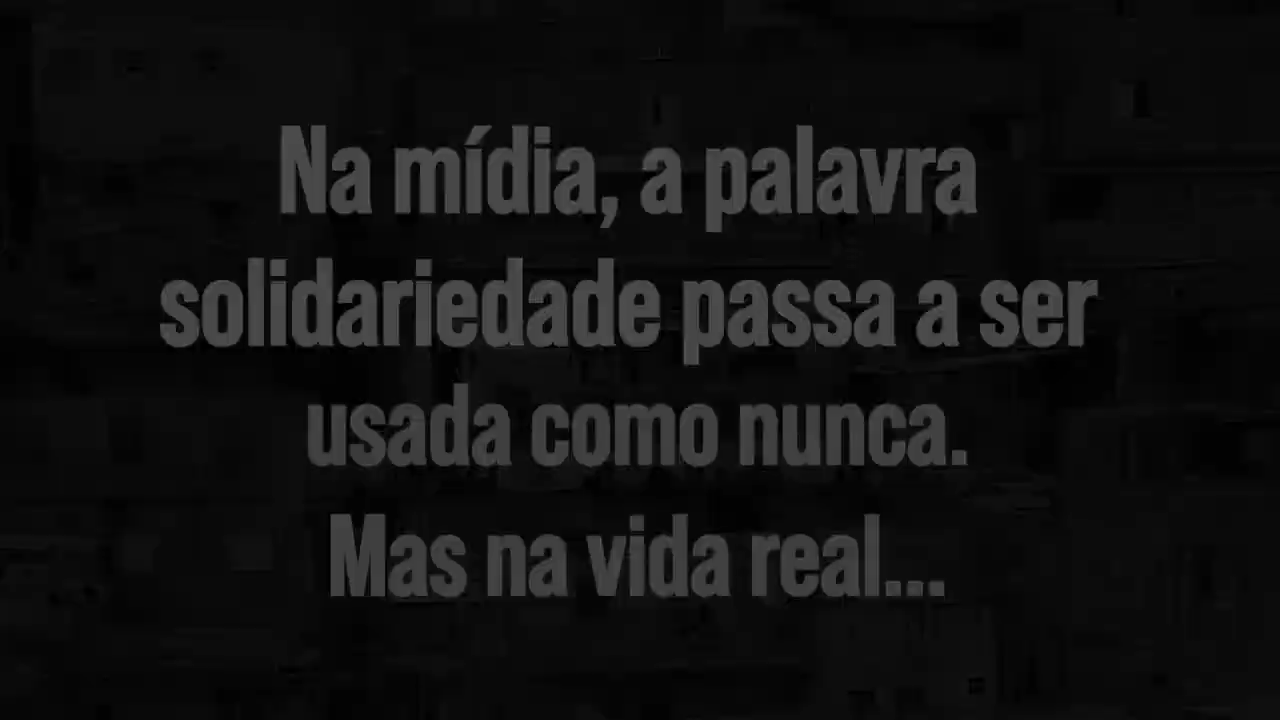 Na mídia, a palavra
solidariedade passa a ser
usada como nunca.
Mas na vida real...